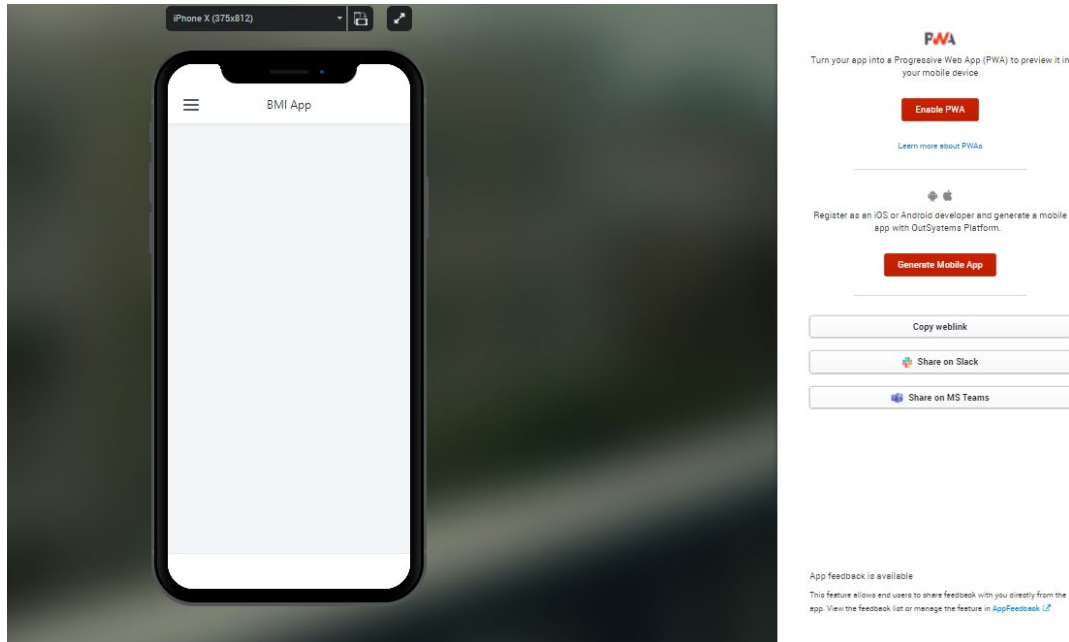 iPhone X (375x812)
BMI App
PWA
Turn your app into a Progressive Web App (PWA) to preview it in
your mobile device
Enable PWA
Learn more about PWAs
Register as an iOS or Android developer and generate a mobile
app with OutSystems Platform.
Generate Mobile App
Copy weblink
Share on Slack
Share on MS Teams
App feedback is available
This feature allows end users to share feedback with you directly from the
app. View the feedback list or manage the feature in AppFeedback